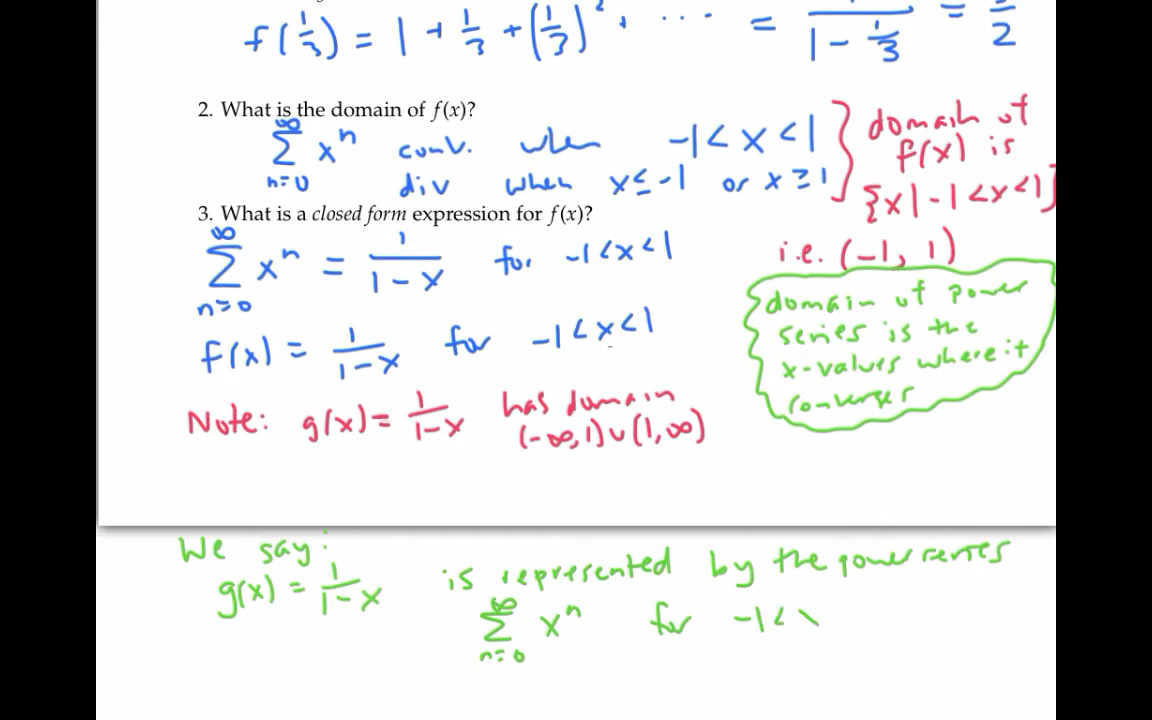 f(1/3) = 1 + 1/3 + (1/3)² + ... = 1/(1 - 1/3) = 3/2
2. What is the domain of f(x)?
∞
∑ xⁿ conv. when -1 < x < 1
n=0 div when x ≤ -1 or x ≥ 1
domain of
f(x) is
{x | -1 < x < 1}
i.e. (-1, 1)
3. What is a closed form expression for f(x)?
∞
∑ xⁿ = 1/(1-x) for -1 < x < 1
n=0
f(x) = 1/(1-x) for -1 < x < 1
domain of power
series is the
x-values where it
converges
Note: g(x) = 1/(1-x) has domain
(-∞, 1) ∪ (1, ∞)
We say:
g(x) = 1/(1-x) is represented by the power series
∞
∑ xⁿ for -1 <
n=0